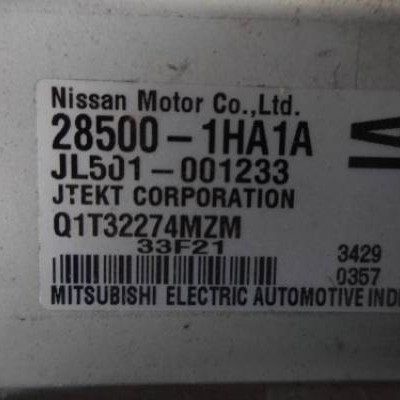 Nissan Motor Co.,Ltd.
28500-1HA1A
JL501-001233
JTEKT CORPORATION
Q1T32274MZM
33F21
3429
0357
MITSUBISHI ELECTRIC AUTOMOTIVE INDI